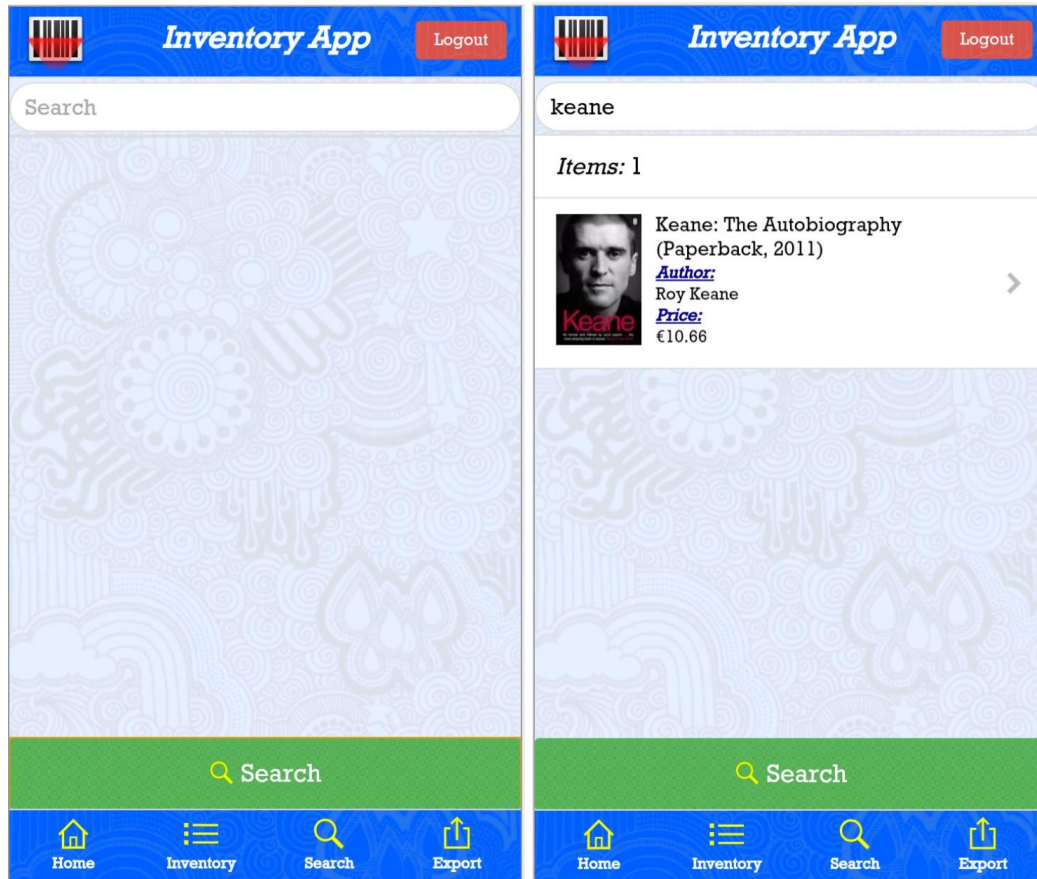 Inventory App
Logout
Search
Search
Home
Inventory
Search
Export
Inventory App
Logout
keane
Items: 1
Keane: The Autobiography
(Paperback, 2011)
Author:
Roy Keane
Price:
€10.66
Keane
Search
Home
Inventory
Search
Export